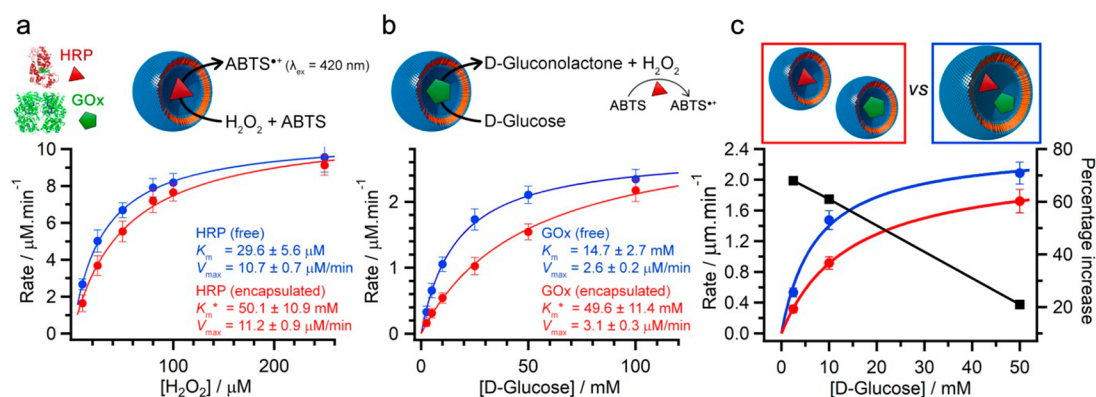 a
HRP
GOx
ABTS•+ (λex = 420 nm)
H2O2 + ABTS
10
8
6
4
2
0
Rate / μM.min-1
HRP (free)
Km = 29.6 ± 5.6 μM
Vmax = 10.7 ± 0.7 μM/min
HRP (encapsulated)
Km* = 50.1 ± 10.9 mM
Vmax = 11.2 ± 0.9 μM/min
100
200
[H2O2] / μM
b
D-Gluconolactone + H2O2
ABTS
ABTS•+
D-Glucose
3
2
1
0
Rate / μM.min-1
GOx (free)
Km = 14.7 ± 2.7 mM
Vmax = 2.6 ± 0.2 μM/min
GOx (encapsulated)
Km* = 49.6 ± 11.4 mM
Vmax = 3.1 ± 0.3 μM/min
0
50
100
[D-Glucose] / mM
c
vs
2.4
2.0
1.6
1.2
0.8
0.4
0.0
Rate / μm.min-1
80
60
40
20
Percentage increase
0
10
20
30
40
50
[D-Glucose] / mM